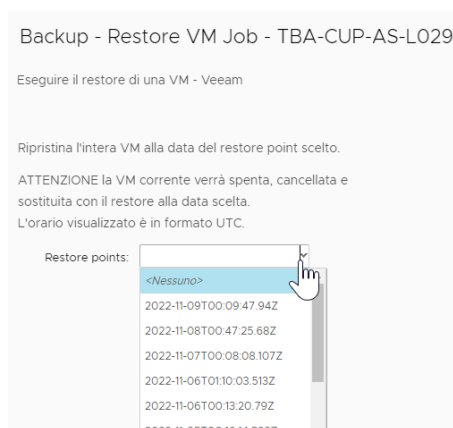 Backup - Restore VM Job - TBA-CUP-AS-L029
Eseguire il restore di una VM - Veeam
Ripristina l'intera VM alla data del restore point scelto.
ATTENZIONE la VM corrente verrà spenta, cancellata e
sostituita con il restore alla data scelta.
L'orario visualizzato è in formato UTC.
Restore points:
<Nessuno>
2022-11-09T00:09:47.94Z
2022-11-08T00:47:25.68Z
2022-11-07T00:08:08.107Z
2022-11-06T01:10:03.513Z
2022-11-06T00:13:20.79Z